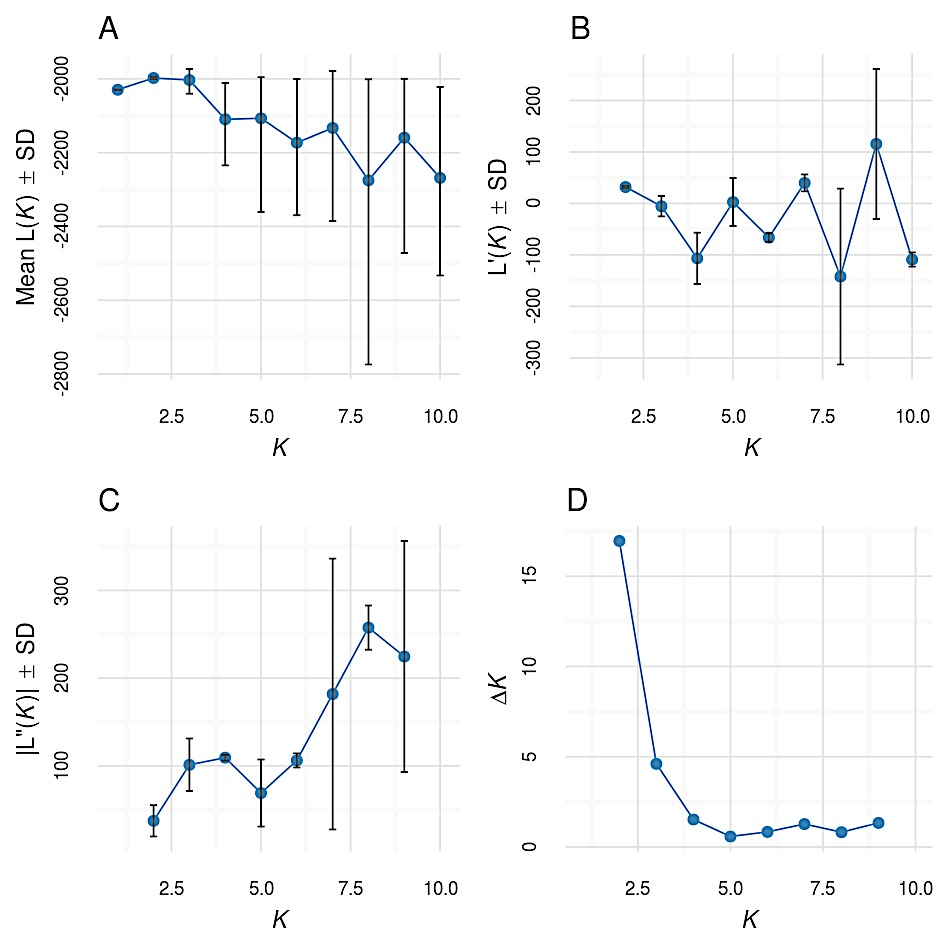 A
Mean L(K) ± SD
-2000
-2200
-2400
-2600
-2800
2.5 5.0 7.5 10.0
K
B
L'(K) ± SD
200
100
0
-100
-200
-300
2.5 5.0 7.5 10.0
K
C
|L"(K)| ± SD
300
200
100
2.5 5.0 7.5 10.0
K
D
ΔK
15
10
5
0
2.5 5.0 7.5 10.0
K